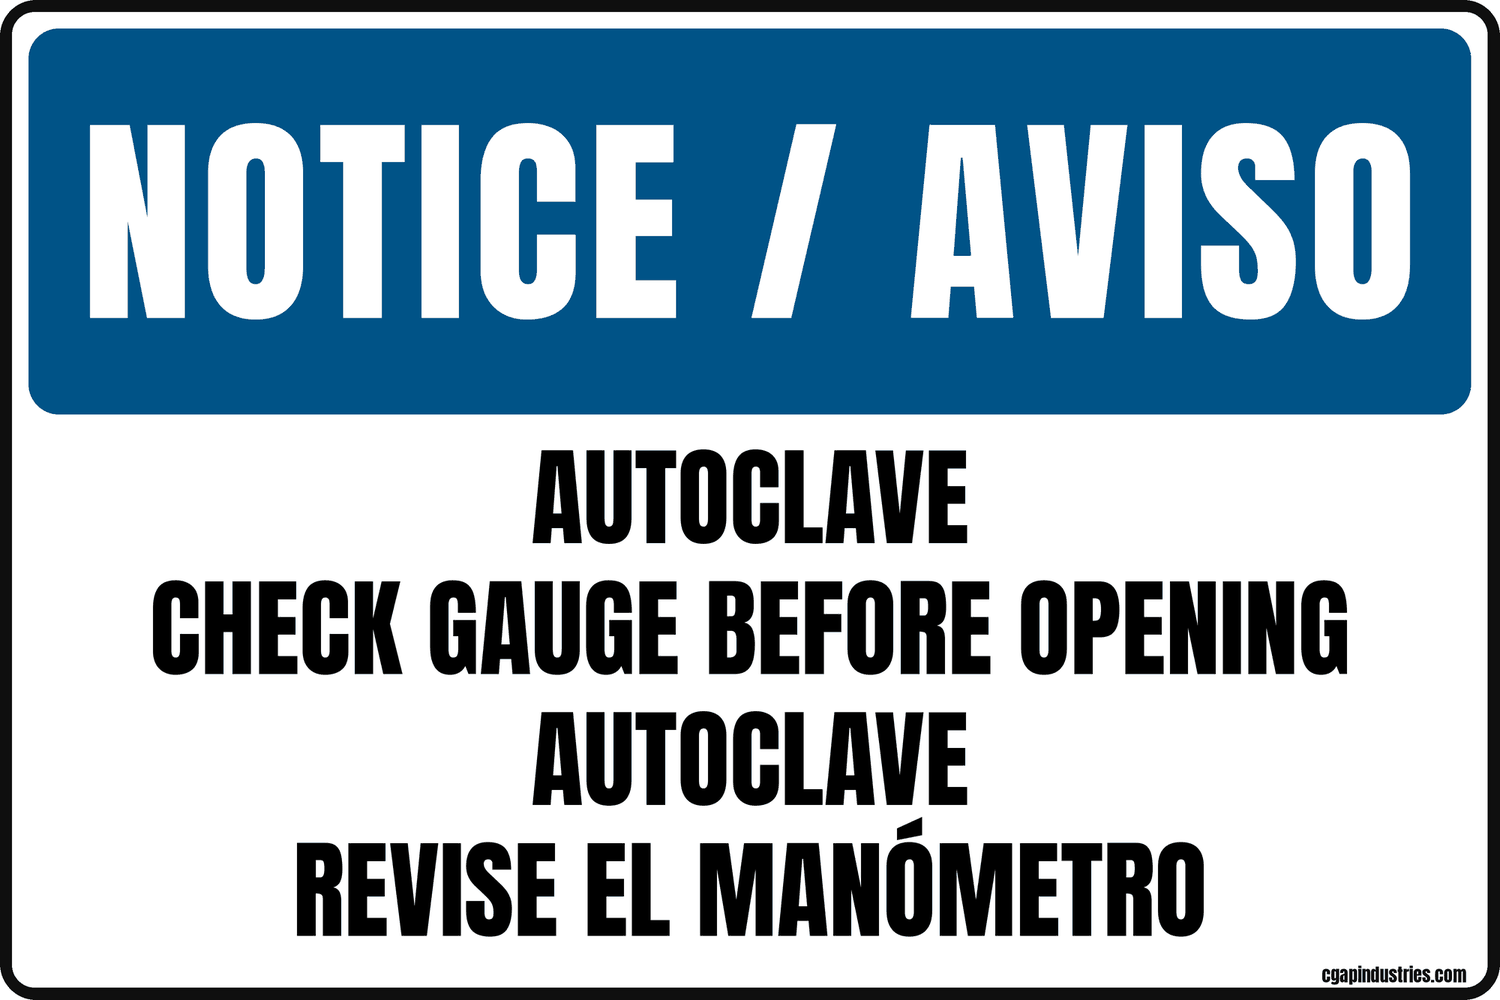 NOTICE / AVISO
AUTOCLAVE
CHECK GAUGE BEFORE OPENING
AUTOCLAVE
REVISE EL MANÓMETRO
cgapindustries.com